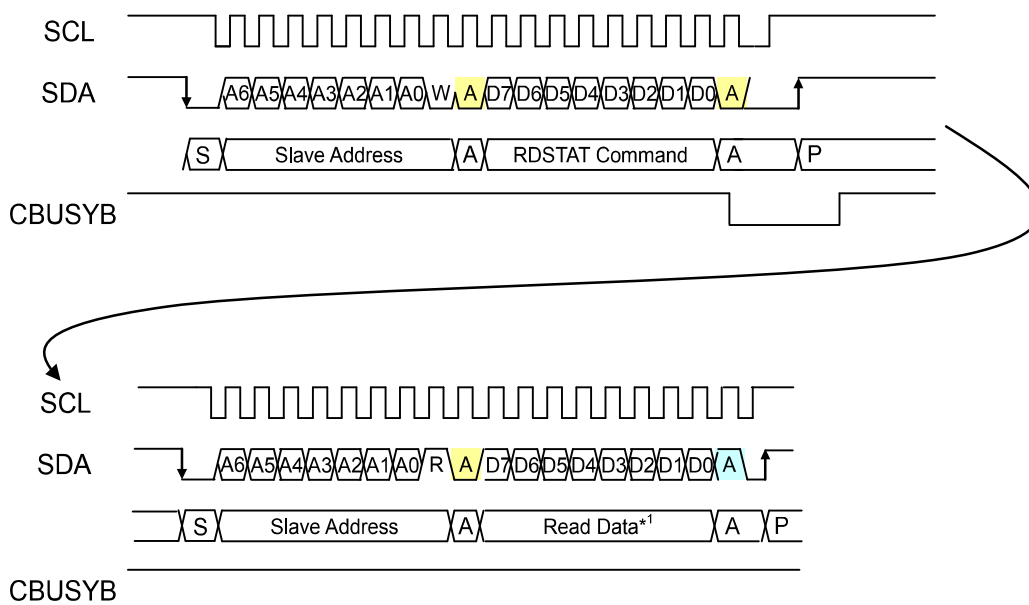 SCL
SDA A6 A5 A4 A3 A2 A1 A0 W A D7 D6 D5 D4 D3 D2 D1 D0 A
S Slave Address A RDSTAT Command A P
CBUSYB
SCL
SDA A6 A5 A4 A3 A2 A1 A0 R A D7 D6 D5 D4 D3 D2 D1 D0 A
S Slave Address A Read Data*1 A P
CBUSYB